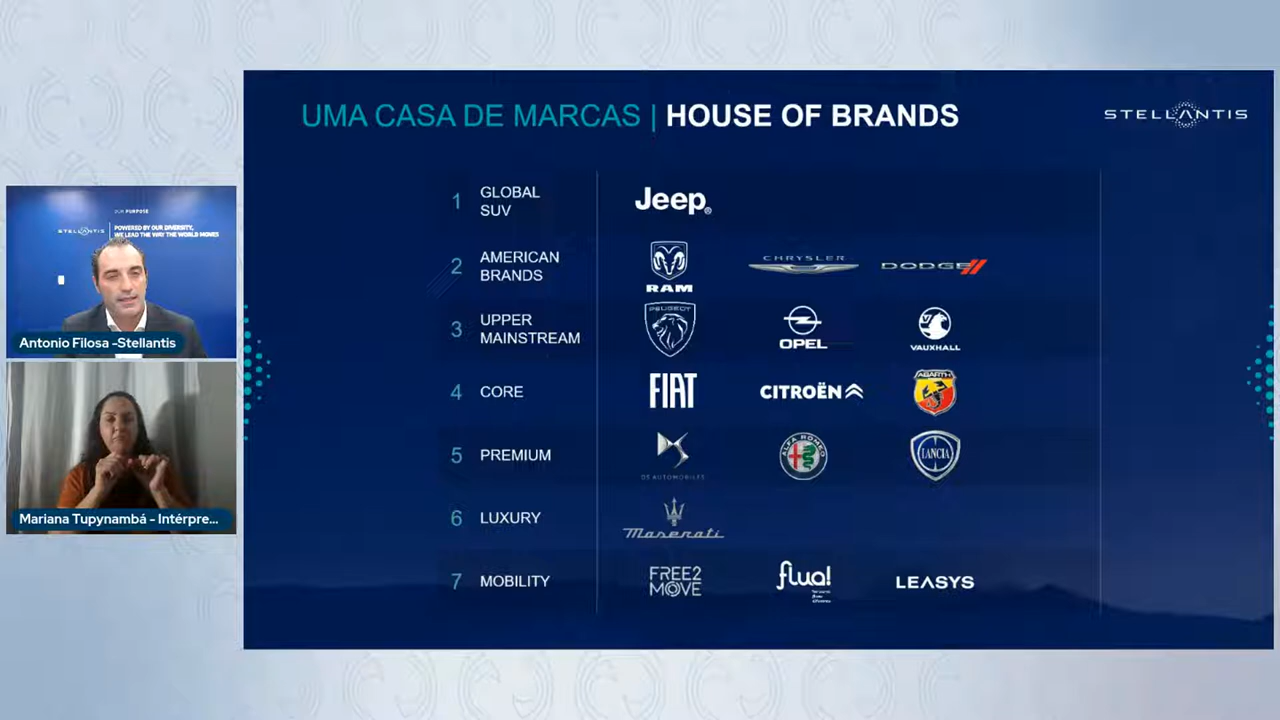 UMA CASA DE MARCAS | HOUSE OF BRANDS
STELLANTIS
OUR PURPOSE
STELLANTIS
POWERED BY OUR DIVERSITY,
WE LEAD THE WAY THE WORLD MOVES
Antonio Filosa -Stellantis
Mariana Tupynambá - Intérpre...
1
GLOBAL
SUV
Jeep®
2
AMERICAN
BRANDS
RAM
CHRYSLER
DODGE
3
UPPER
MAINSTREAM
PEUGEOT
OPEL
VAUXHALL
4
CORE
FIAT
CITROËN
ABARTH
5
PREMIUM
DS AUTOMOBILES
ALFA ROMEO
LANCIA
6
LUXURY
Maserati
7
MOBILITY
FREE2
MOVE
flua!
LEASYS